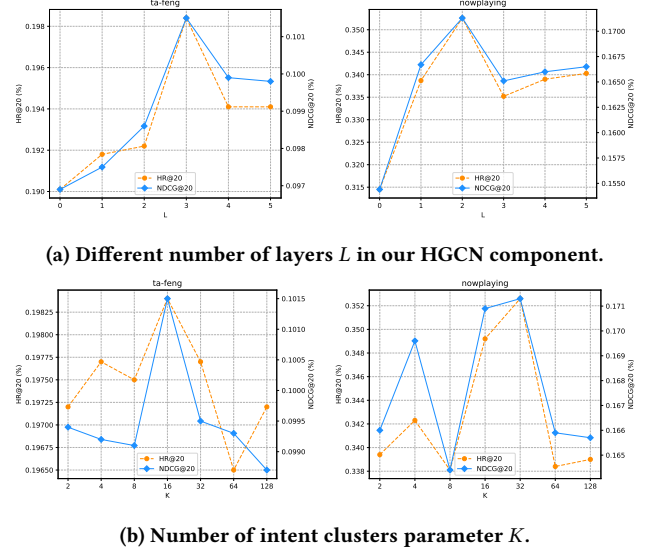 ta-feng
nowplaying
0.198
0.196
0.194
0.192
0.190
HR@20 (%)
0.101
0.100
0.099
0.098
0.097
NDCG@20 (%)
HR@20
NDCG@20
0 1 2 3 4 5
L
0.350
0.345
0.340
0.335
0.330
0.325
0.320
0.315
HR@20 (%)
0.1700
0.1675
0.1650
0.1625
0.1600
0.1575
0.1550
NDCG@20 (%)
HR@20
NDCG@20
0 1 2 3 4 5
L
(a) Different number of layers L in our HGCN component.
ta-feng
nowplaying
0.19825
0.19800
0.19775
0.19750
0.19725
0.19700
0.19675
0.19650
HR@20 (%)
0.1015
0.1010
0.1005
0.1000
0.0995
0.0990
NDCG@20 (%)
HR@20
NDCG@20
2 4 8 16 32 64 128
K
0.352
0.350
0.348
0.346
0.344
0.342
0.340
0.338
HR@20 (%)
0.171
0.170
0.169
0.168
0.167
0.166
0.165
NDCG@20 (%)
HR@20
NDCG@20
2 4 8 16 32 64 128
K
(b) Number of intent clusters parameter K.